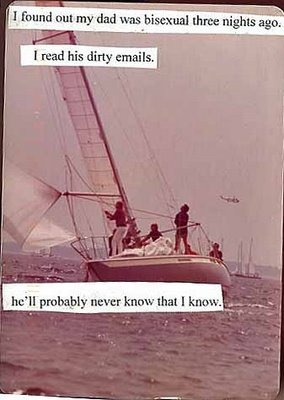 I found out my dad was bisexual three nights ago.
I read his dirty emails.
he'll probably never know that I know.